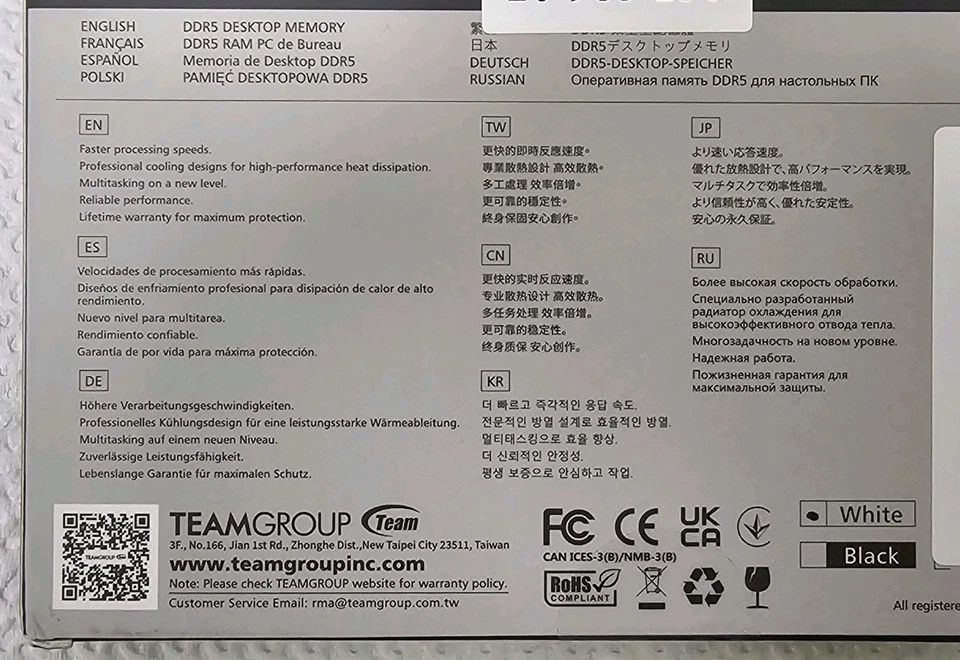 ENGLISH DDR5 DESKTOP MEMORY
FRANÇAIS DDR5 RAM PC de Bureau
ESPAÑOL Memoria de Desktop DDR5
POLSKI PAMIĘĆ DESKTOPOWA DDR5
繁
日本 DDR5デスクトップメモリ
DEUTSCH DDR5-DESKTOP-SPEICHER
RUSSIAN Оперативная память DDR5 для настольных ПК
EN
Faster processing speeds.
Professional cooling designs for high-performance heat dissipation.
Multitasking on a new level.
Reliable performance.
Lifetime warranty for maximum protection.
ES
Velocidades de procesamiento más rápidas.
Diseños de enfriamiento profesional para disipación de calor de alto
rendimiento.
Nuevo nivel para multitarea.
Rendimiento confiable.
Garantía de por vida para máxima protección.
DE
Höhere Verarbeitungsgeschwindigkeiten.
Professionelles Kühlungsdesign für eine leistungsstarke Wärmeableitung.
Multitasking auf einem neuen Niveau.
Zuverlässige Leistungsfähigkeit.
Lebenslange Garantie für maximalen Schutz.
TW
更快的即時反應速度。
專業散熱設計 高效散熱。
多工處理 效率倍增。
更可靠的穩定性。
終身保固安心創作。
CN
更快的实时反应速度。
专业散热设计 高效散热。
多任务处理 效率倍增。
更可靠的稳定性。
终身质保 安心创作。
KR
더 빠르고 즉각적인 응답 속도.
전문적인 방열 설계로 효율적인 방열.
멀티태스킹으로 효율 향상.
더 신뢰적인 안정성.
평생 보증으로 안심하고 작업.
JP
より速い応答速度。
優れた放熱設計で、高パフォーマンスを実現。
マルチタスクで効率性倍増。
より信頼性が高く、優れた安定性。
安心の永久保証。
RU
Более высокая скорость обработки.
Специально разработанный
радиатор охлаждения для
высокоэффективного отвода тепла.
Многозадачность на новом уровне.
Надежная работа.
Пожизненная гарантия для
максимальной защиты.
TEAMGROUP Team
3F., No.166, Jian 1st Rd., Zhonghe Dist.,New Taipei City 23511, Taiwan
www.teamgroupinc.com
Note: Please check TEAMGROUP website for warranty policy.
Customer Service Email: rma@teamgroup.com.tw
TEAMGROUP
FC CE UK CA
CAN ICES-3(B)/NMB-3(B)
RoHS
COMPLIANT
White
Black
All registere